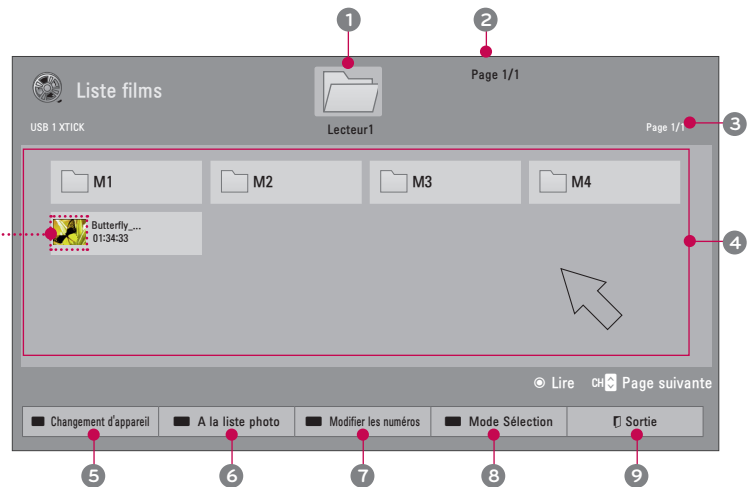 1
2
Page 1/1
Liste films
Lecteur1
USB 1 XTICK
Page 1/1
3
M1
M2
M3
M4
Butterfly_...
01:34:33
4
Lire CH Page suivante
Changement d'appareil
A la liste photo
Modifier les numéros
Mode Sélection
Sortie
5
6
7
8
9